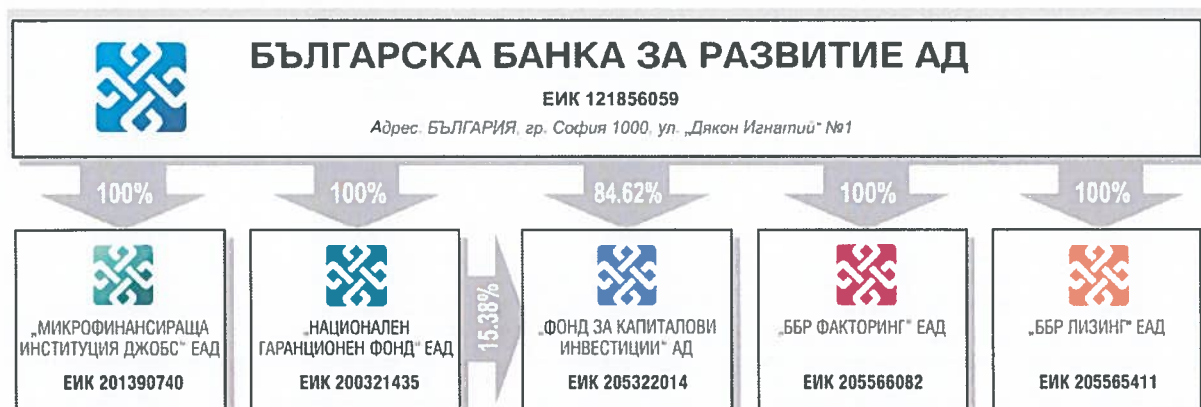 БЪЛГАРСКА БАНКА ЗА РАЗВИТИЕ АД
ЕИК 121856059
Адрес. БЪЛГАРИЯ, гр. София 1000, ул. „Дякон Игнатий“ №1
100%
100%
84.62%
100%
100%
„МИКРОФИНАНСИРАЩА
ИНСТИТУЦИЯ ДЖОБС“ ЕАД
ЕИК 201390740
„НАЦИОНАЛЕН
ГАРАНЦИОНЕН ФОНД“ ЕАД
ЕИК 200321435
15.38%
„ФОНД ЗА КАПИТАЛОВИ
ИНВЕСТИЦИИ“ АД
ЕИК 205322014
„ББР ФАКТОРИНГ“ ЕАД
ЕИК 205566082
„ББР ЛИЗИНГ“ ЕАД
ЕИК 205565411